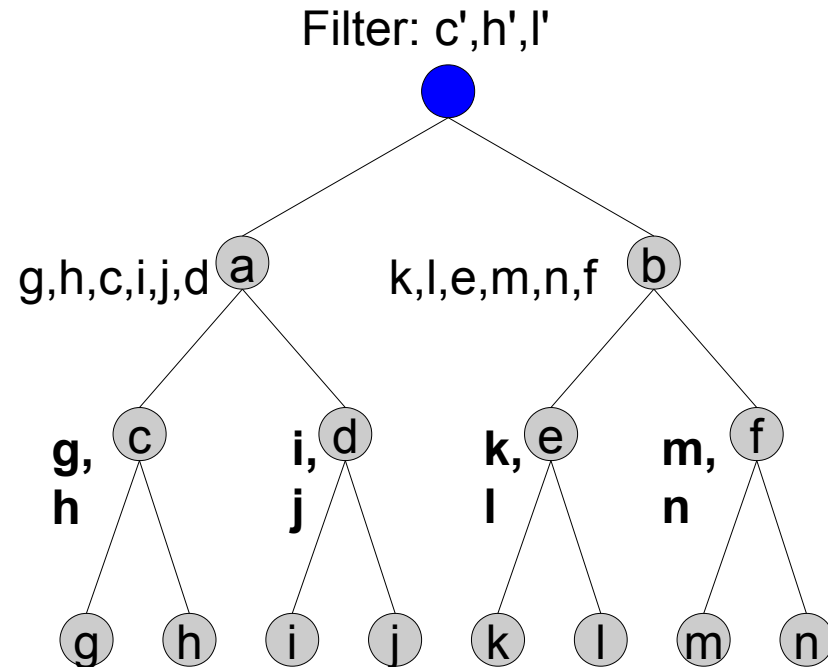 Filter: c',h',l'
g,h,c,i,j,d a
k,l,e,m,n,f b
g, c
h
i, d
j
k, e
l
m, f
n
g h i j k l m n